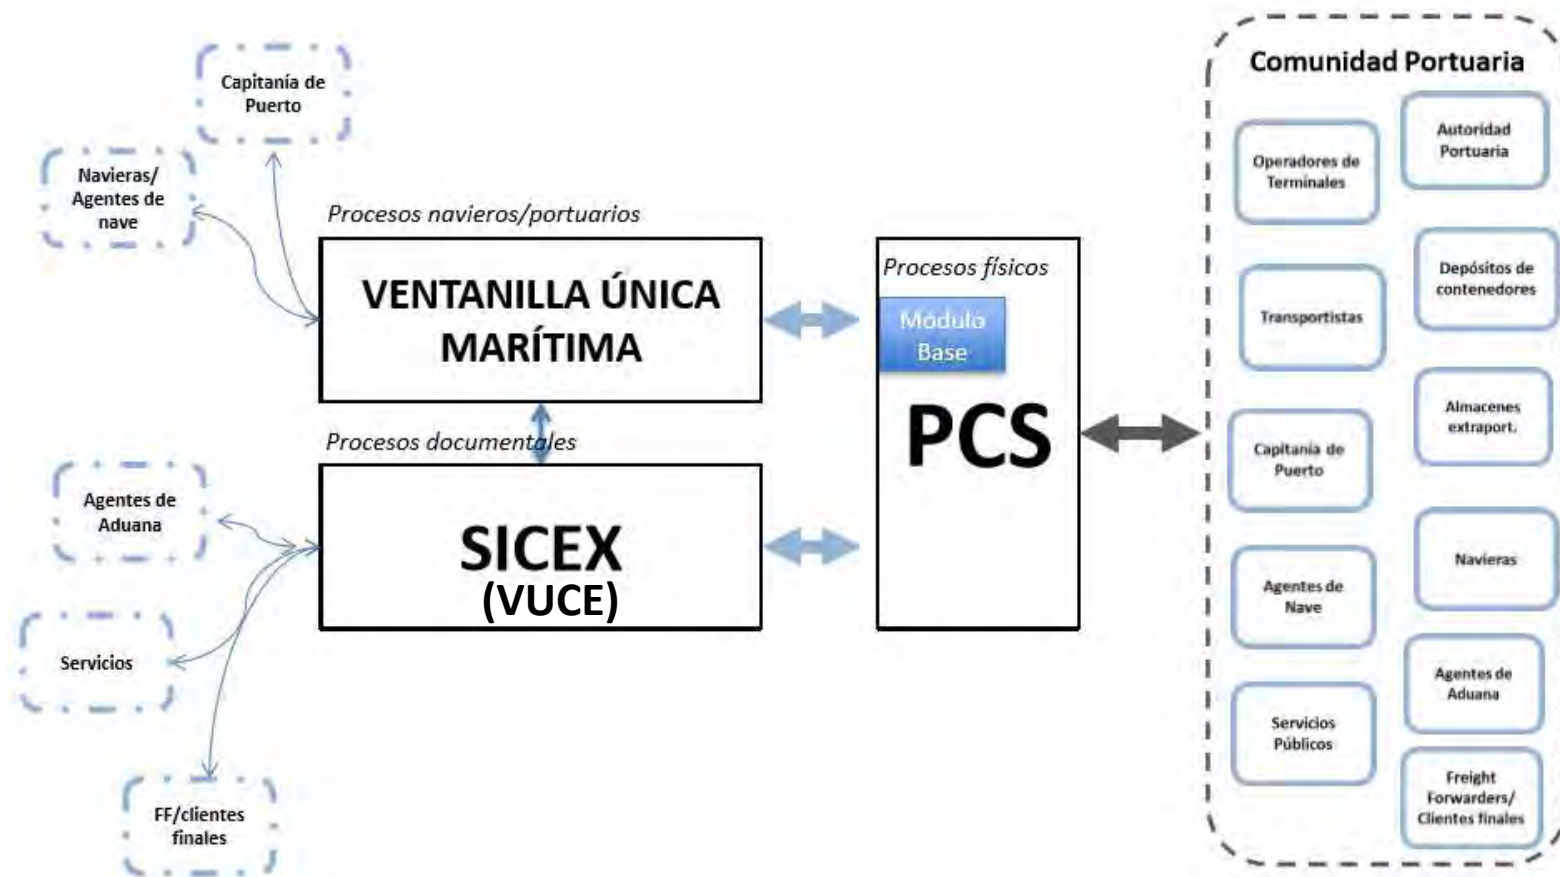 Capitanía de
Puerto
Navieras/
Agentes de
nave
Procesos navieros/portuarios
VENTANILLA ÚNICA
MARÍTIMA
Procesos documentales
SICEX
(VUCE)
Agentes de
Aduana
Servicios
FF/clientes
finales
Procesos físicos
Módulo
Base
PCS
Comunidad Portuaria
Operadores de
Terminales
Autoridad
Portuaria
Transportistas
Depósitos de
contenedores
Capitanía de
Puerto
Almacenes
extraport.
Agentes de
Nave
Navieras
Servicios
Públicos
Agentes de
Aduana
Freight
Forwarders/
Clientes finales